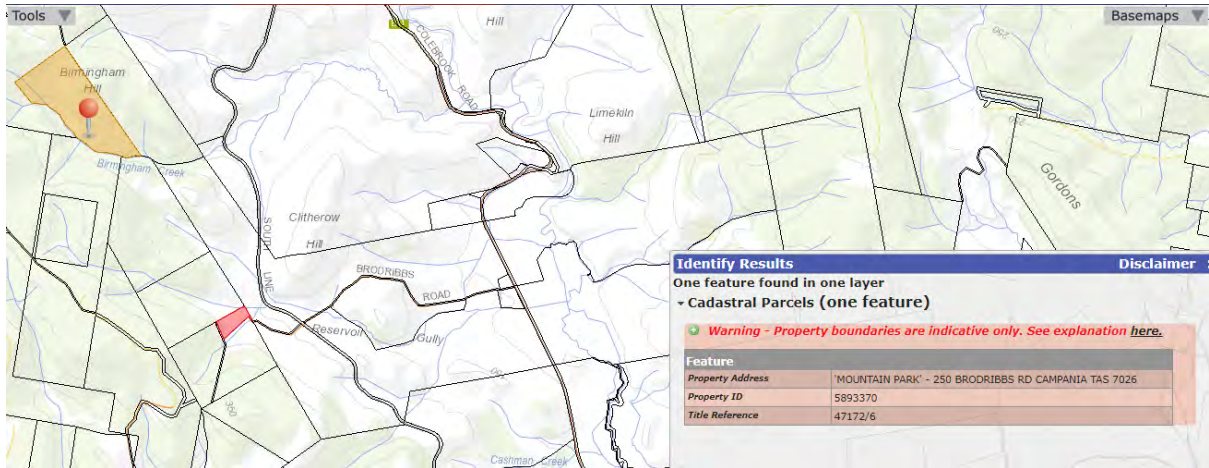 Tools
Basemaps
Hill
COLEBROOK
ROAD
250
Birmingham
Hill
Limekiln
Hill
200
Birmingham Creek
Gordons
Clitherow
Hill
SOUTH
LINE
BRODRIBBS
ROAD
Reservoir
Gully
350
Cashman Creek
Identify Results
Disclaimer
One feature found in one layer
Cadastral Parcels (one feature)
Warning - Property boundaries are indicative only. See explanation here.
Feature
Property Address 'MOUNTAIN PARK' - 250 BRODRIBBS RD CAMPANIA TAS 7026
Property ID 5893370
Title Reference 47172/6